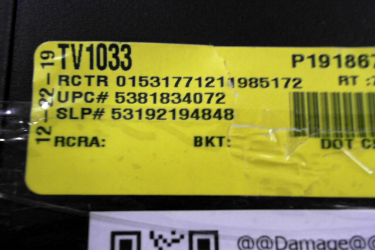 12-22-19
TV1033 P191867
RCTR 01531771211985172 RT :
UPC# 5381834072
SLP# 53192194848
RCRA: BKT: DOT
@@Damage@@